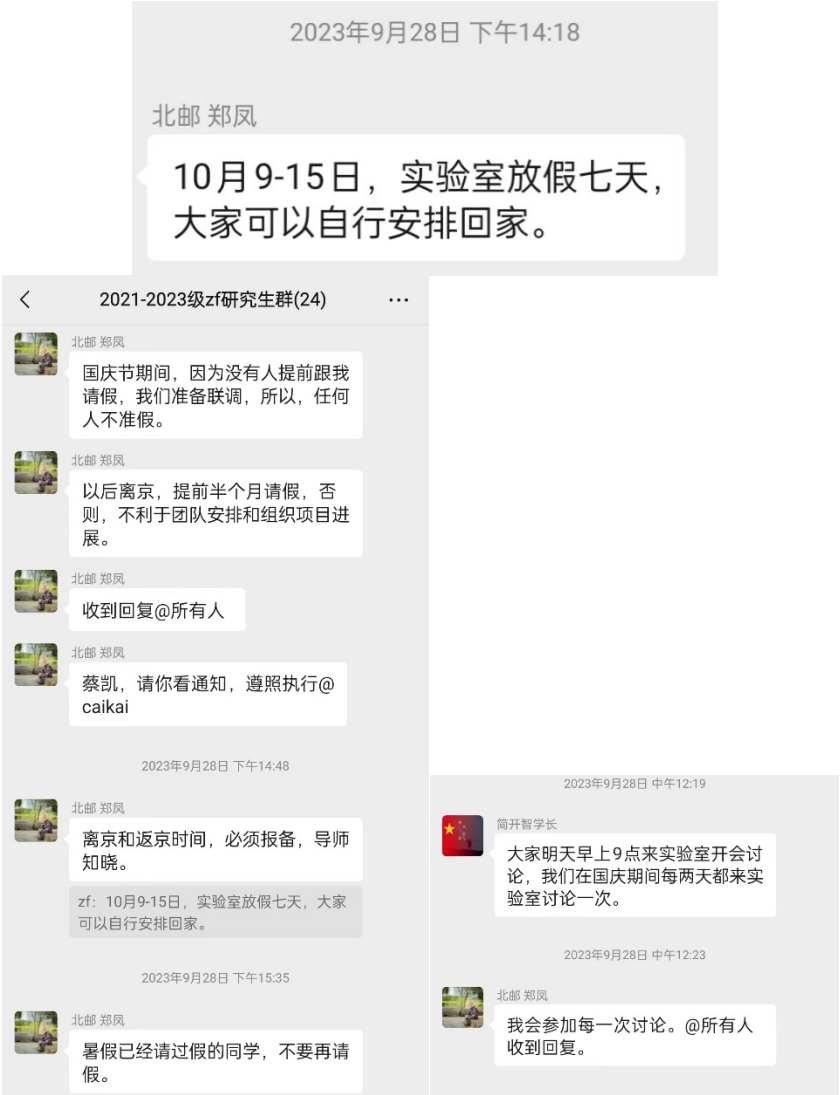 2023年9月28日 下午14:18
北邮 郑凤
10月9-15日，实验室放假七天，
大家可以自行安排回家。
2021-2023级zf研究生群(24)
北邮 郑凤
国庆节期间，因为没有人提前跟我
请假，我们准备联调，所以，任何
人不准假。
北邮 郑凤
以后离京，提前半个月请假，否
则，不利于团队安排和组织项目进
展。
北邮 郑凤
收到回复@所有人
北邮 郑凤
蔡凯，请你看通知，遵照执行@
caikai
2023年9月28日 下午14:48
北邮 郑凤
离京和返京时间，必须报备，导师
知晓。
zf：10月9-15日，实验室放假七天，大家
可以自行安排回家。
2023年9月28日 下午15:35
北邮 郑凤
暑假已经请过假的同学，不要再请
假。
2023年9月28日 中午12:19
简开智学长
大家明天早上9点来实验室开会讨
论，我们在国庆期间每两天都来实
验室讨论一次。
2023年9月28日 中午12:23
北邮 郑凤
我会参加每一次讨论。@所有人
收到回复。